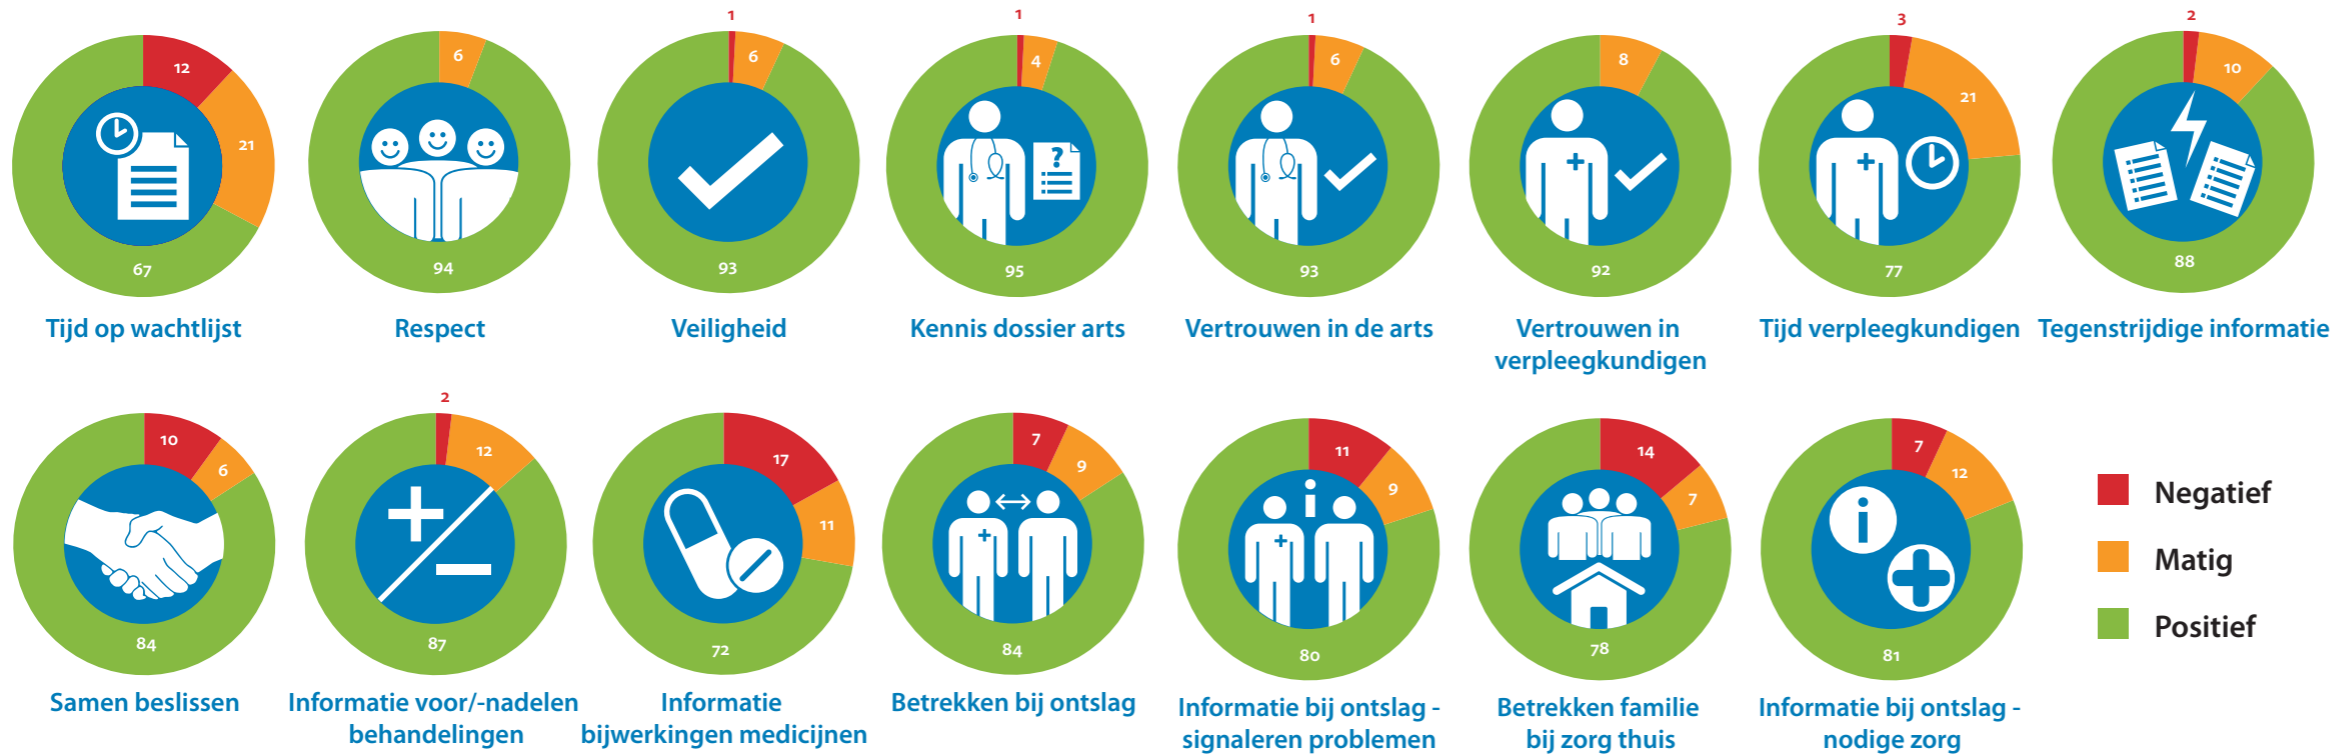 1
1
1
3
2
12
21
67
6
94
6
93
4
95
6
93
8
92
21
77
10
88
Tijd op wachtlijst
Respect
Veiligheid
Kennis dossier arts
?
Vertrouwen in de arts
Vertrouwen in
verpleegkundigen
Tijd verpleegkundigen
Tegenstrijdige informatie
10
6
84
2
12
87
17
11
72
7
9
84
11
9
i
80
14
7
78
7
12
i
81
Samen beslissen
Informatie voor/-nadelen
behandelingen
Informatie
bijwerkingen medicijnen
Betrekken bij ontslag
Informatie bij ontslag -
signaleren problemen
Betrekken familie
bij zorg thuis
Informatie bij ontslag -
nodige zorg
Negatief
Matig
Positief